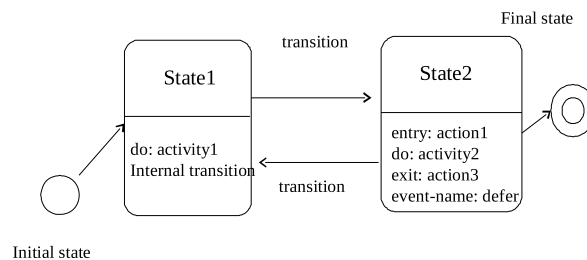 Final state
transition
State1
State2
entry: action1
do: activity2
exit: action3
event-name: defer
do: activity1
Internal transition
transition
Initial state